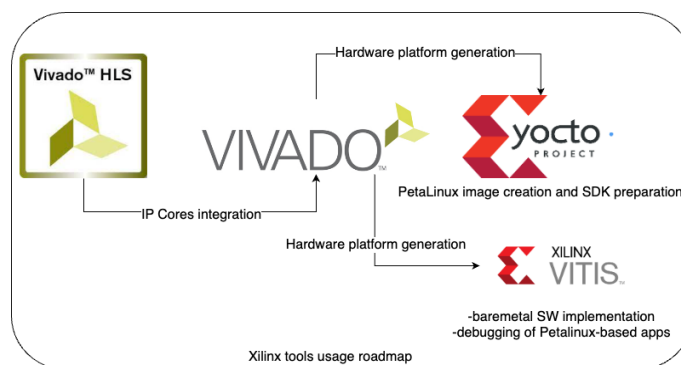 Hardware platform generation
Vivado™ HLS
VIVADO™
yocto
PROJECT
PetaLinux image creation and SDK preparation
IP Cores integration
Hardware platform generation
XILINX
VITIS™
-baremetal SW implementation
-debugging of Petalinux-based apps
Xilinx tools usage roadmap